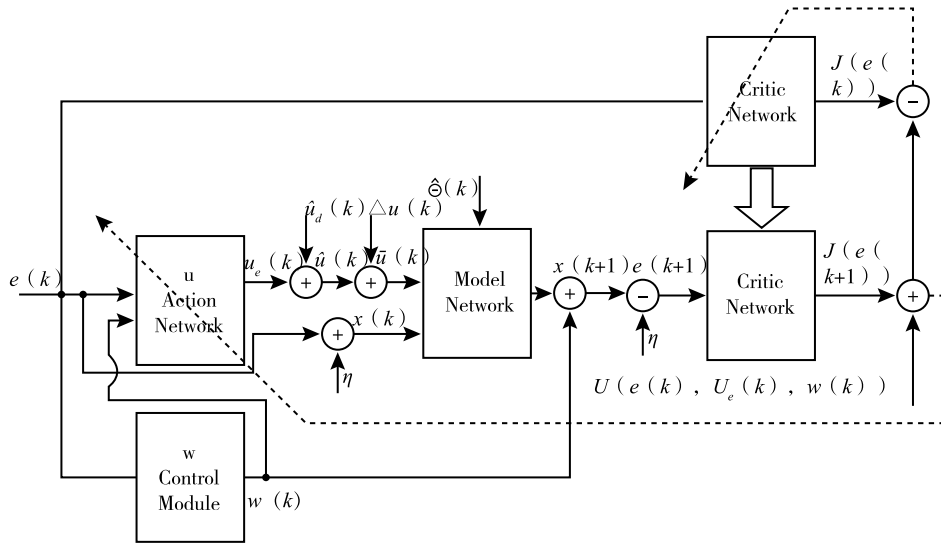 J(e(
k))
Critic
Network
−
Θ̂(k)
û_d(k)
△u(k)
e(k)
u
Action
Network
u_e(k)
+
û(k)
+
ū(k)
Model
Network
x(k)
+
η
+
x(k+1)
e(k+1)
−
η
Critic
Network
J(e(
k+1))
+
U(e(k), U_e(k), w(k))
w
Control
Module
w(k)